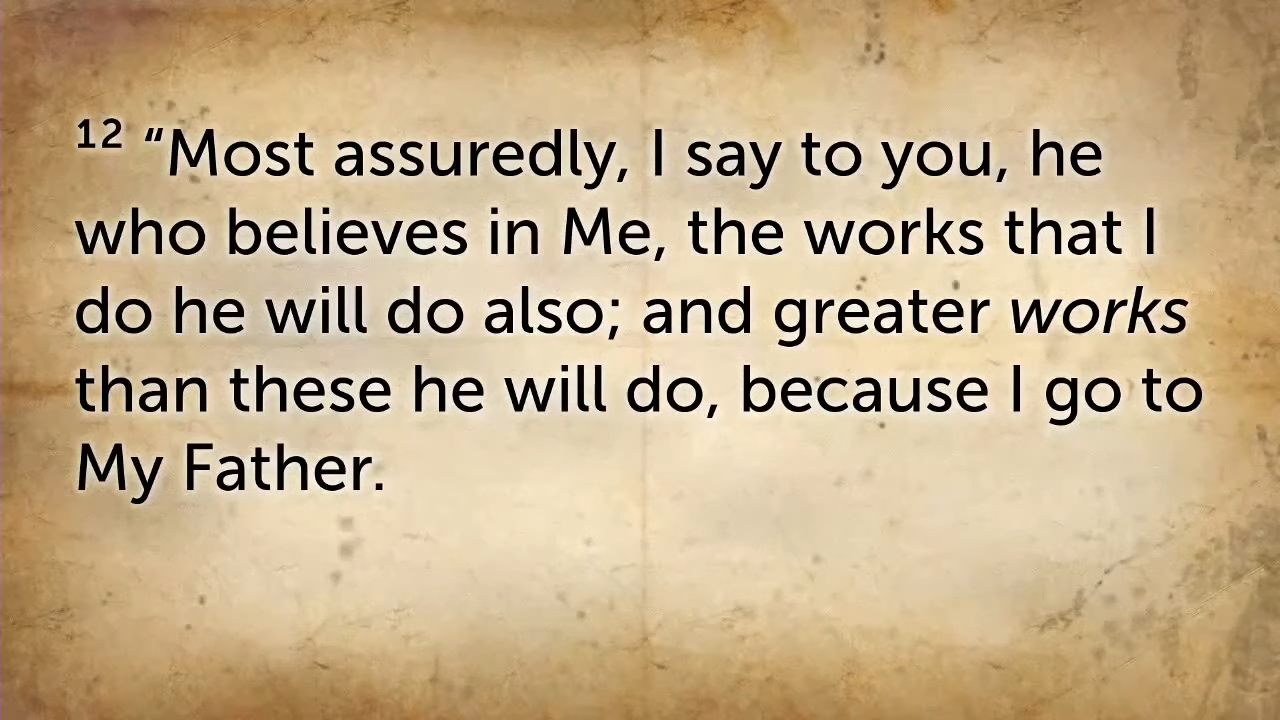 12 “Most assuredly, I say to you, he
who believes in Me, the works that I
do he will do also; and greater works
than these he will do, because I go to
My Father.